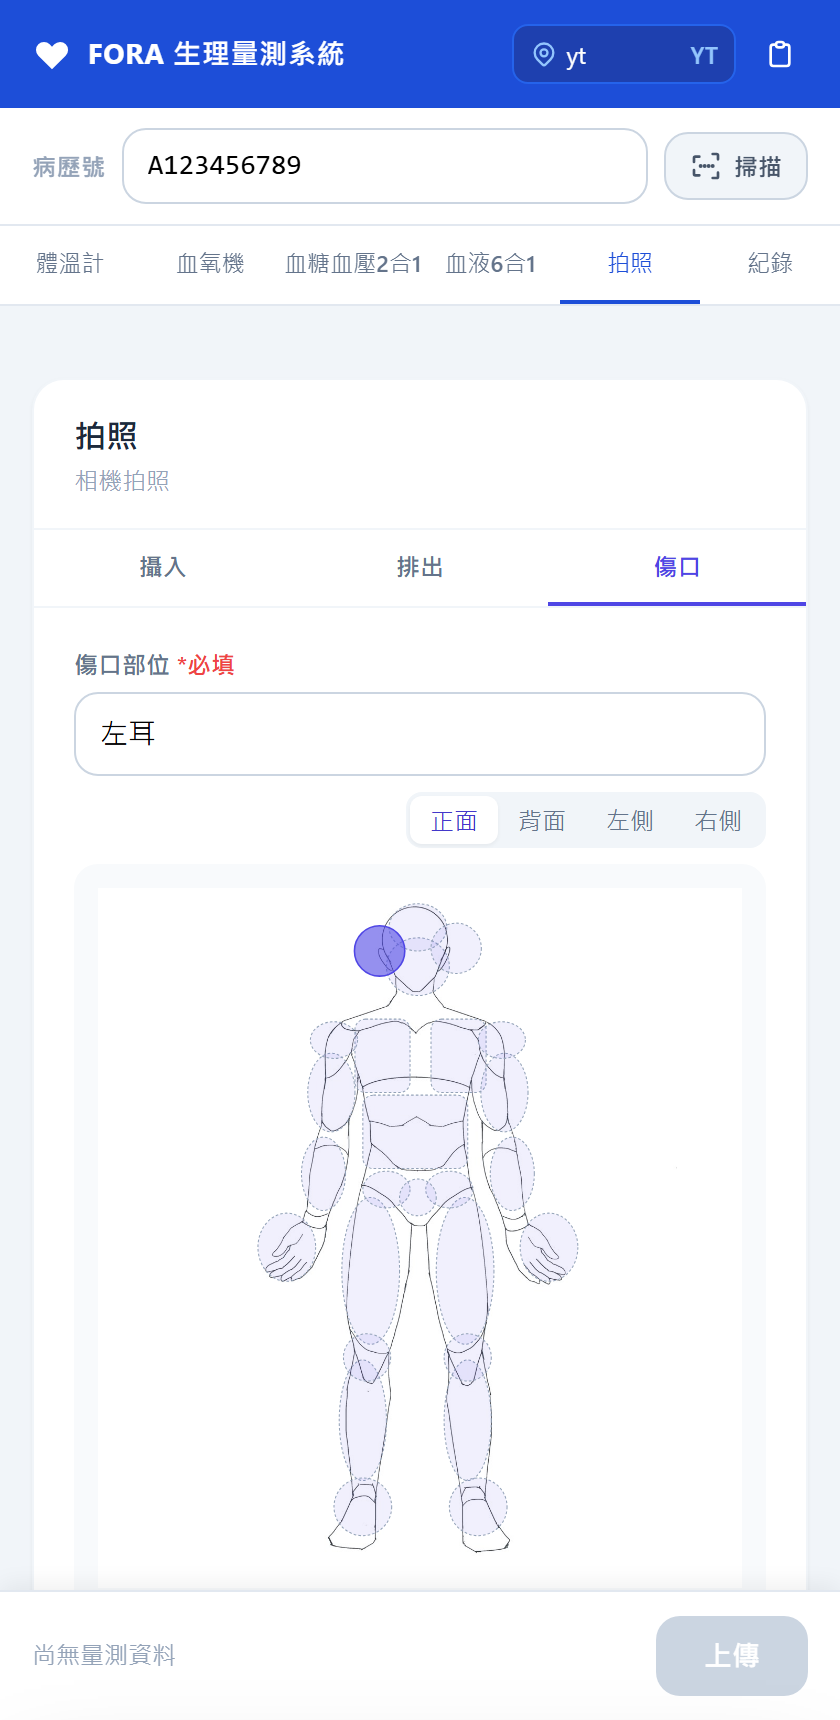 FORA 生理量測系統
yt YT
病歷號 A123456789 掃描
體溫計 血氧機 血糖血壓2合1 血液6合1 拍照 紀錄
拍照
相機拍照
攝入 排出 傷口
傷口部位 *必填
左耳
正面 背面 左側 右側
尚無量測資料 上傳